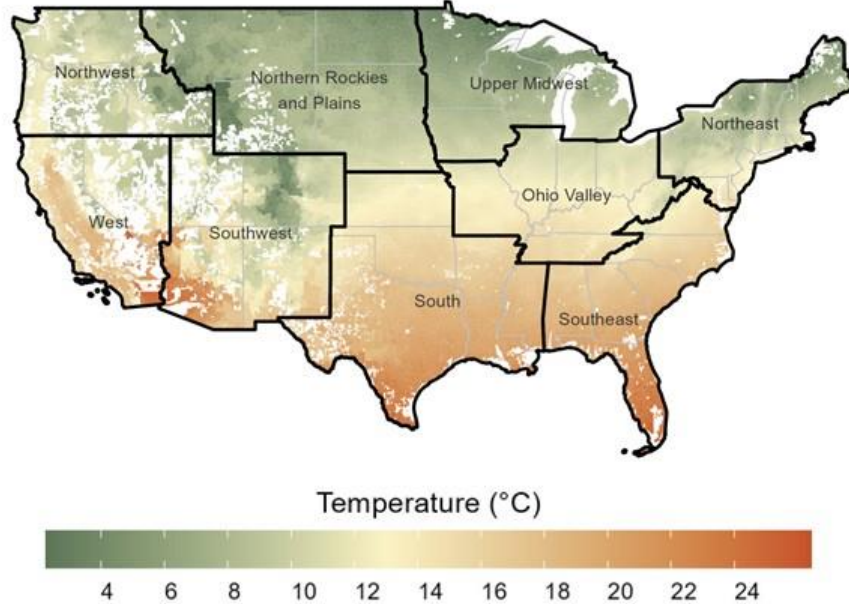 Northwest
Northern Rockies
and Plains
Upper Midwest
Northeast
Ohio Valley
West
Southwest
South
Southeast
Temperature (°C)
4 6 8 10 12 14 16 18 20 22 24